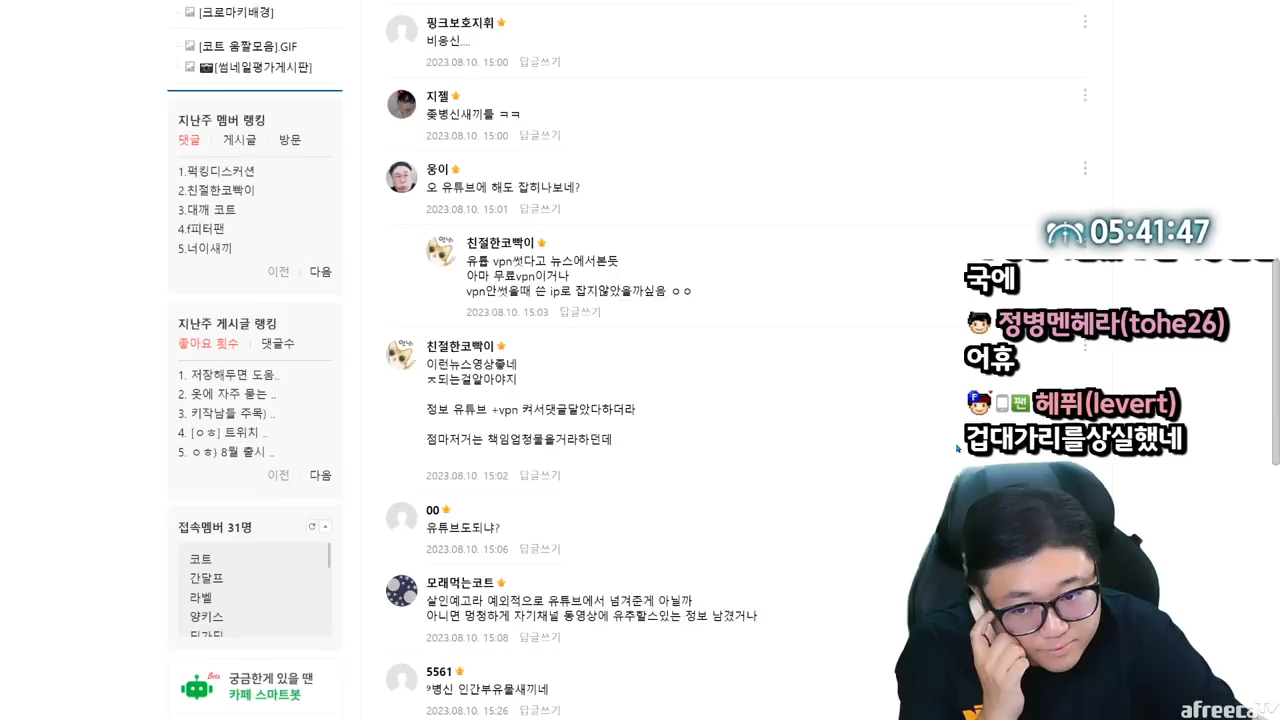 [크로마키배경]
[코트 움짤모음].GIF
[썸네일평가게시판]
지난주 멤버 랭킹
댓글
게시글
방문
1.퍽킹디스커션
2.친절한코빡이
3.대깨 코트
4.f피터팬
5.너이새끼
이전
다음
지난주 게시글 랭킹
좋아요 횟수
댓글수
1. 저장해두면 도움..
2. 옷에 자주 묻는 ..
3. 키작남들 주목) ..
4. [ㅇㅎ] 트위치 ..
5. ㅇㅎ) 8월 출시 ..
이전
다음
접속멤버 31명
코트
간달프
라벨
양키스
Beta
궁금한게 있을 땐
카페 스마트봇
핑크보호지휘
비응신....
2023.08.10. 15:00 답글쓰기
지젤
좆병신새끼들 ㅋㅋ
2023.08.10. 15:00 답글쓰기
웅이
오 유튜브에 해도 잡히나보네?
2023.08.10. 15:01 답글쓰기
친절한코빡이
유튭 vpn썻다고 뉴스에서본듯
아마 무료vpn이거나
vpn안썻을때 쓴 ip로 잡지않았을까싶음 ㅇㅇ
2023.08.10. 15:03 답글쓰기
친절한코빡이
이런뉴스영상좋네
ㅈ되는걸알아야지
정보 유튜브 +vpn 켜서댓글달았다하더라
점마저거는 책임엄청물을거라하던데
2023.08.10. 15:02 답글쓰기
00
유튜브도되냐?
2023.08.10. 15:06 답글쓰기
모래먹는코트
살인예고라 예외적으로 유튜브에서 넘겨준게 아닐까
아니면 멍청하게 자기채널 동영상에 유추할수있는 정보 남겼거나
2023.08.10. 15:08 답글쓰기
5561
병신 인간부유물새끼네
2023.08.10. 15:26 답글쓰기
05:41:47
국에
정병멘헤라(tohe26)
어휴
팬
헤퓌(levert)
겁대가리를상실했네
afreecaTV